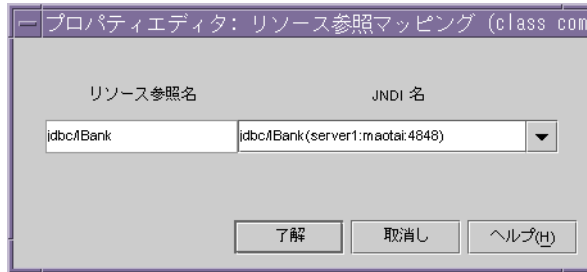 プロパティエディタ: リソース参照マッピング (class com
リソース参照名 JNDI 名
jdbc/IBank jdbc/IBank(server1:maotai:4848)
了解 取消し ヘルプ(H)